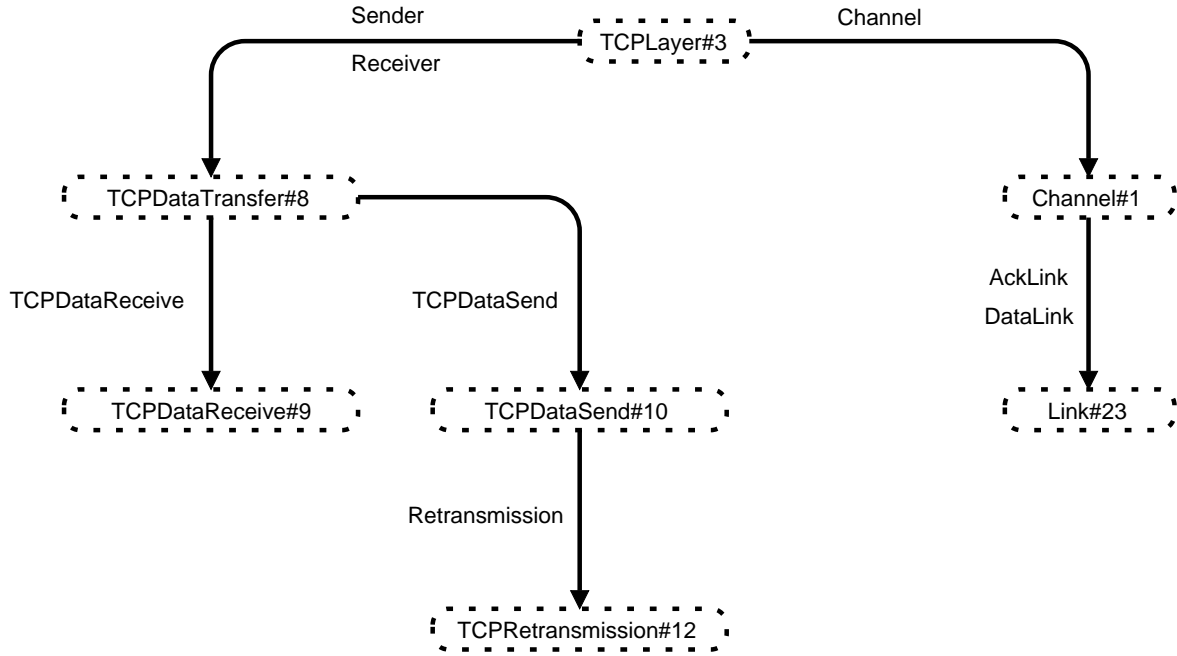 Sender
Channel
TCPLayer#3
Receiver
TCPDataTransfer#8
Channel#1
TCPDataReceive
TCPDataSend
AckLink
DataLink
TCPDataReceive#9
TCPDataSend#10
Link#23
Retransmission
TCPRetransmission#12